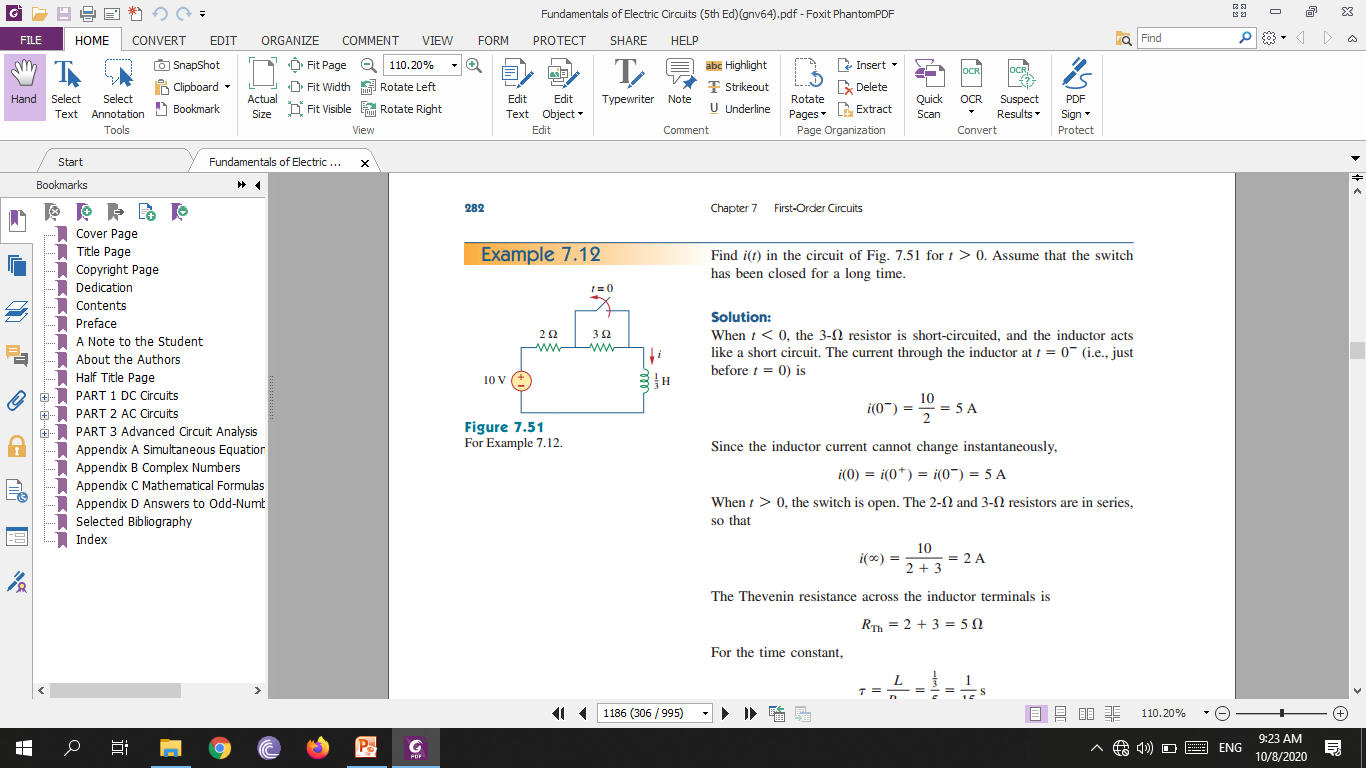 Fundamentals of Electric Circuits (5th Ed)(gnv64).pdf - Foxit PhantomPDF
FILE HOME CONVERT EDIT ORGANIZE COMMENT VIEW FORM PROTECT SHARE HELP Find
Hand
Select Text
Select Annotation
SnapShot
Clipboard
Bookmark
Tools
Actual Size
Fit Page
Fit Width
Fit Visible
110.20%
Rotate Left
Rotate Right
View
Edit Text
Edit Object
Edit
Typewriter
Note
abc Highlight
Strikeout
U Underline
Comment
Rotate Pages
Insert
Delete
Extract
Page Organization
Quick Scan
OCR
OCR
OCR
Suspect Results
Convert
PDF Sign
Protect
Start
Fundamentals of Electric ... x
Bookmarks
Cover Page
Title Page
Copyright Page
Dedication
Contents
Preface
A Note to the Student
About the Authors
Half Title Page
PART 1 DC Circuits
PART 2 AC Circuits
PART 3 Advanced Circuit Analysis
Appendix A Simultaneous Equation
Appendix B Complex Numbers
Appendix C Mathematical Formulas
Appendix D Answers to Odd-Numb
Selected Bibliography
Index
282
Chapter 7 First-Order Circuits
Example 7.12
t = 0
2 Ω
3 Ω
i
10 V
+
−
1/3 H
Figure 7.51
For Example 7.12.
Find i(t) in the circuit of Fig. 7.51 for t > 0. Assume that the switch
has been closed for a long time.
Solution:
When t < 0, the 3-Ω resistor is short-circuited, and the inductor acts
like a short circuit. The current through the inductor at t = 0⁻ (i.e., just
before t = 0) is
i(0⁻) = 10/2 = 5 A
Since the inductor current cannot change instantaneously,
i(0) = i(0⁺) = i(0⁻) = 5 A
When t > 0, the switch is open. The 2-Ω and 3-Ω resistors are in series,
so that
i(∞) = 10/(2 + 3) = 2 A
The Thevenin resistance across the inductor terminals is
R_Th = 2 + 3 = 5 Ω
For the time constant,
τ = L/R = (1/3)/5 = 1/15 s
1186 (306 / 995)
110.20%
ENG
9:23 AM
10/8/2020